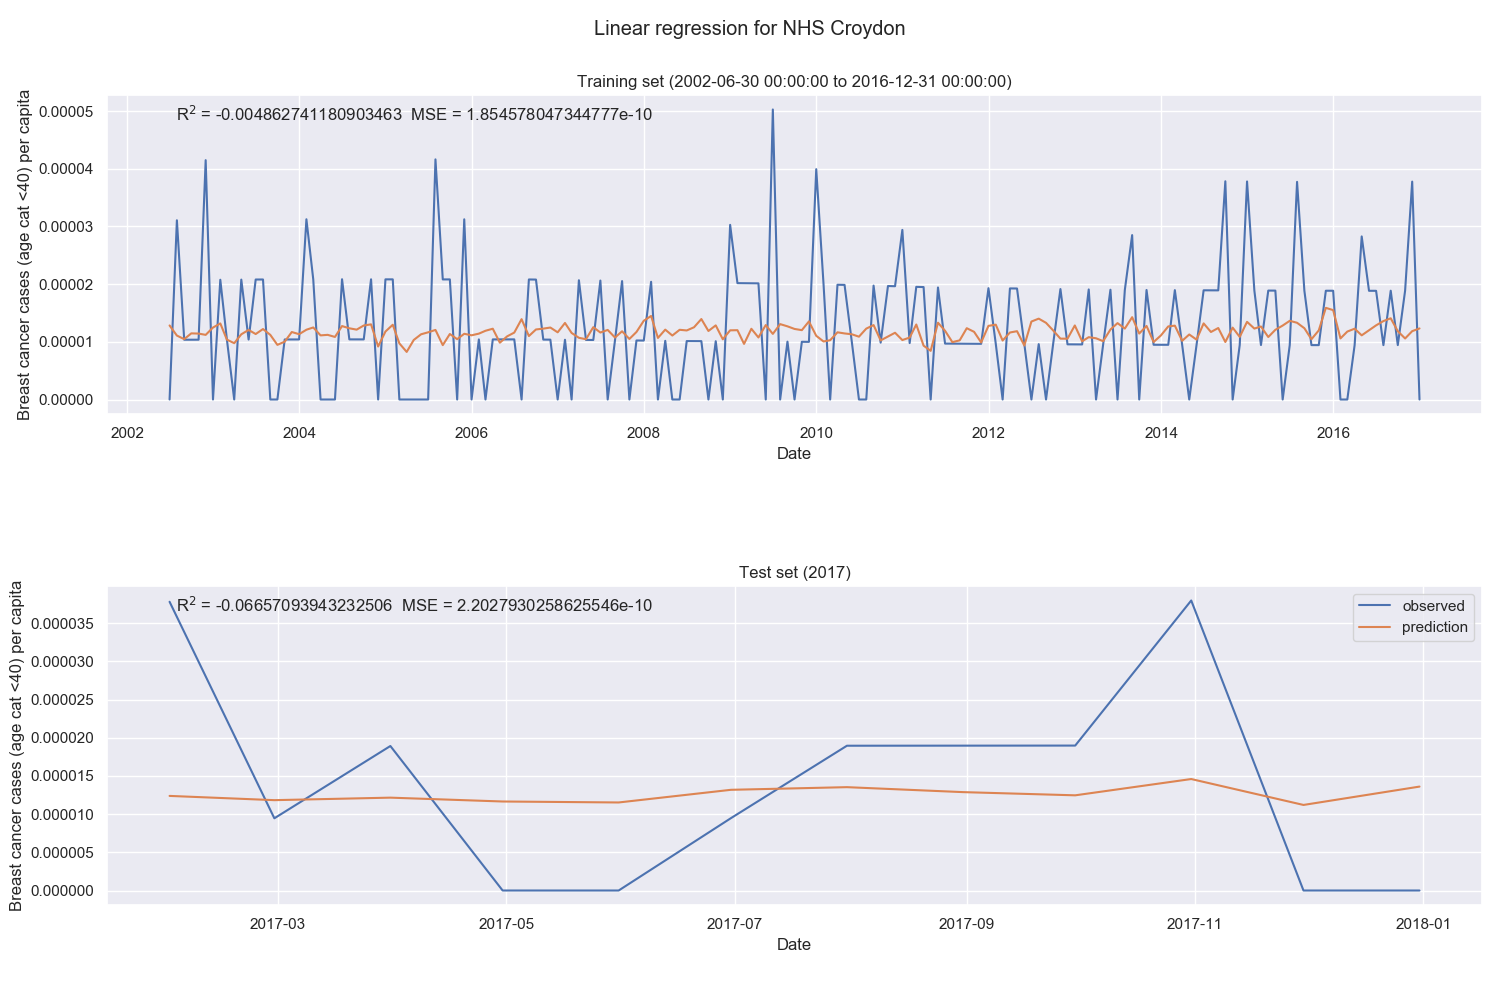 Linear regression for NHS Croydon
Training set (2002-06-30 00:00:00 to 2016-12-31 00:00:00)
R² = -0.004862741180903463 MSE = 1.854578047344777e-10
Breast cancer cases (age cat <40) per capita
0.00005
0.00004
0.00003
0.00002
0.00001
0.00000
2002 2004 2006 2008 2010 2012 2014 2016
Date
Test set (2017)
R² = -0.06657093943232506 MSE = 2.2027930258625546e-10
observed
prediction
Breast cancer cases (age cat <40) per capita
0.000035
0.000030
0.000025
0.000020
0.000015
0.000010
0.000005
0.000000
2017-03 2017-05 2017-07 2017-09 2017-11 2018-01
Date